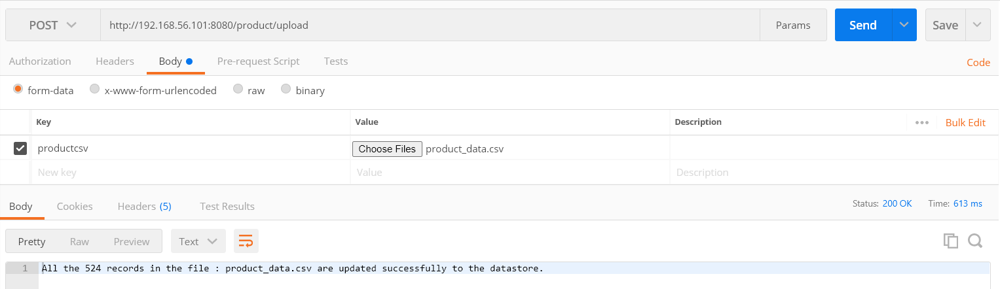 POST http://192.168.56.101:8080/product/upload Params Send Save
Authorization Headers Body Pre-request Script Tests Code
form-data x-www-form-urlencoded raw binary
Key Value Description Bulk Edit
productcsv Choose Files product_data.csv
New key Value Description
Body Cookies Headers (5) Test Results Status: 200 OK Time: 613 ms
Pretty Raw Preview Text
1 All the 524 records in the file : product_data.csv are updated successfully to the datastore.